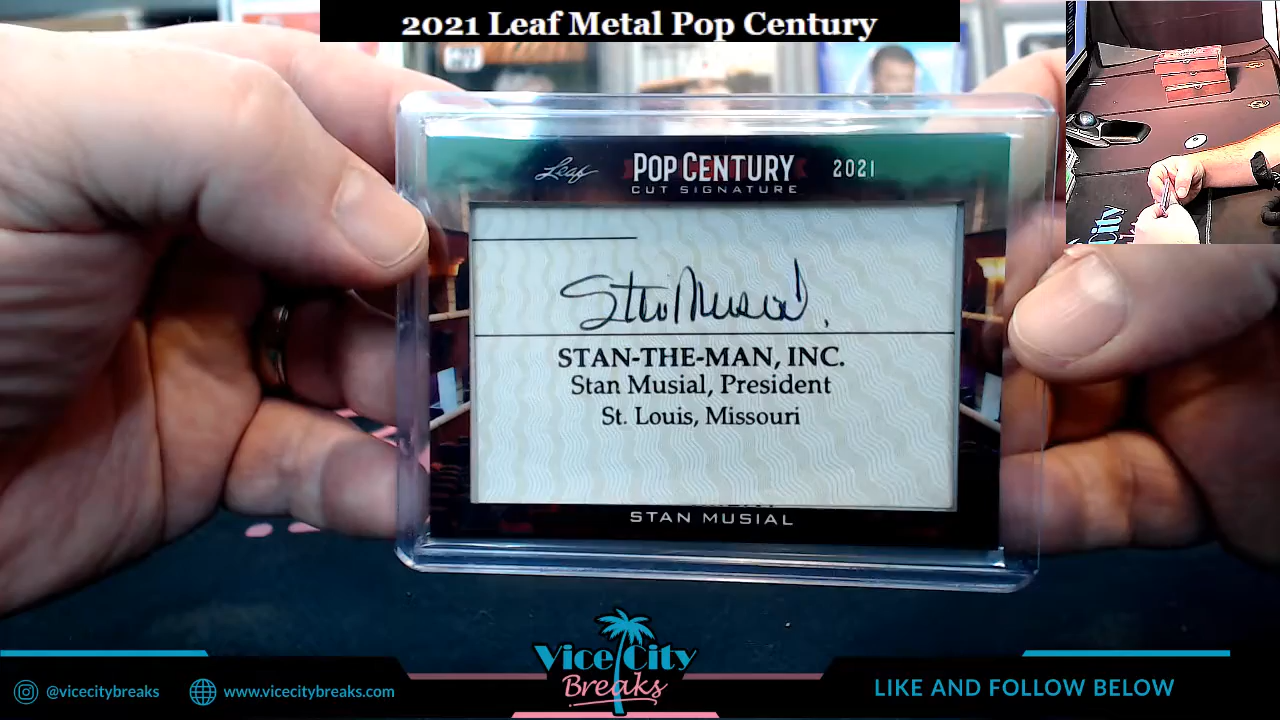 2021 Leaf Metal Pop Century
Leaf POP CENTURY 2021
CUT SIGNATURE
Stan Musial
STAN-THE-MAN, INC.
Stan Musial, President
St. Louis, Missouri
STAN MUSIAL
City
Vice City
Breaks
@vicecitybreaks
www.vicecitybreaks.com
LIKE AND FOLLOW BELOW